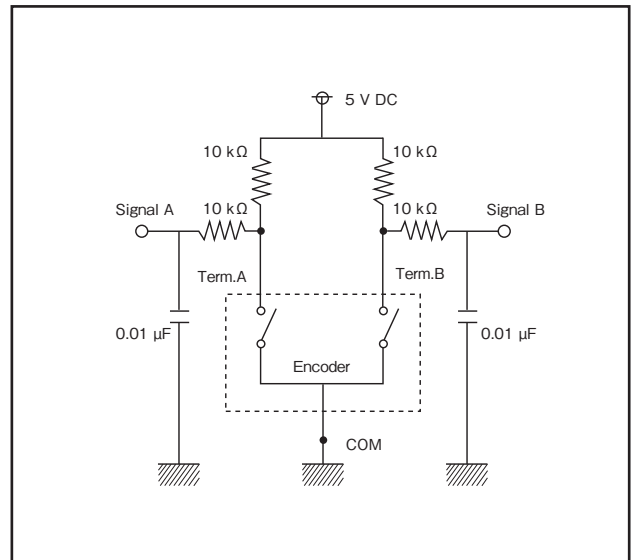 5 V DC
10 kΩ 10 kΩ
Signal A 10 kΩ 10 kΩ Signal B
Term.A Term.B
0.01 µF 0.01 µF
Encoder
COM